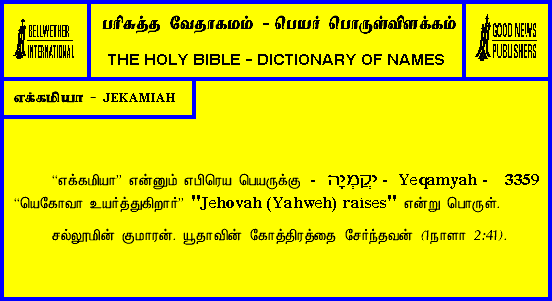 BELLWETHER
INTERNATIONAL
பரிசுத்த வேதாகமம் - பெயர் பொருள்விளக்கம்
THE HOLY BIBLE - DICTIONARY OF NAMES
GOOD NEWS
PUBLISHERS
எக்கமியா - JEKAMIAH
“எக்கமியா” என்னும் எபிரெய பெயருக்கு - יְקַמְיָה - Yeqamyah - 3359
“யெகோவா உயர்த்துகிறார்” "Jehovah (Yahweh) raises" என்று பொருள்.
சல்லூமின் குமாரன். யூதாவின் கோத்திரத்தை சேர்ந்தவன் (1நாளா 2:41).